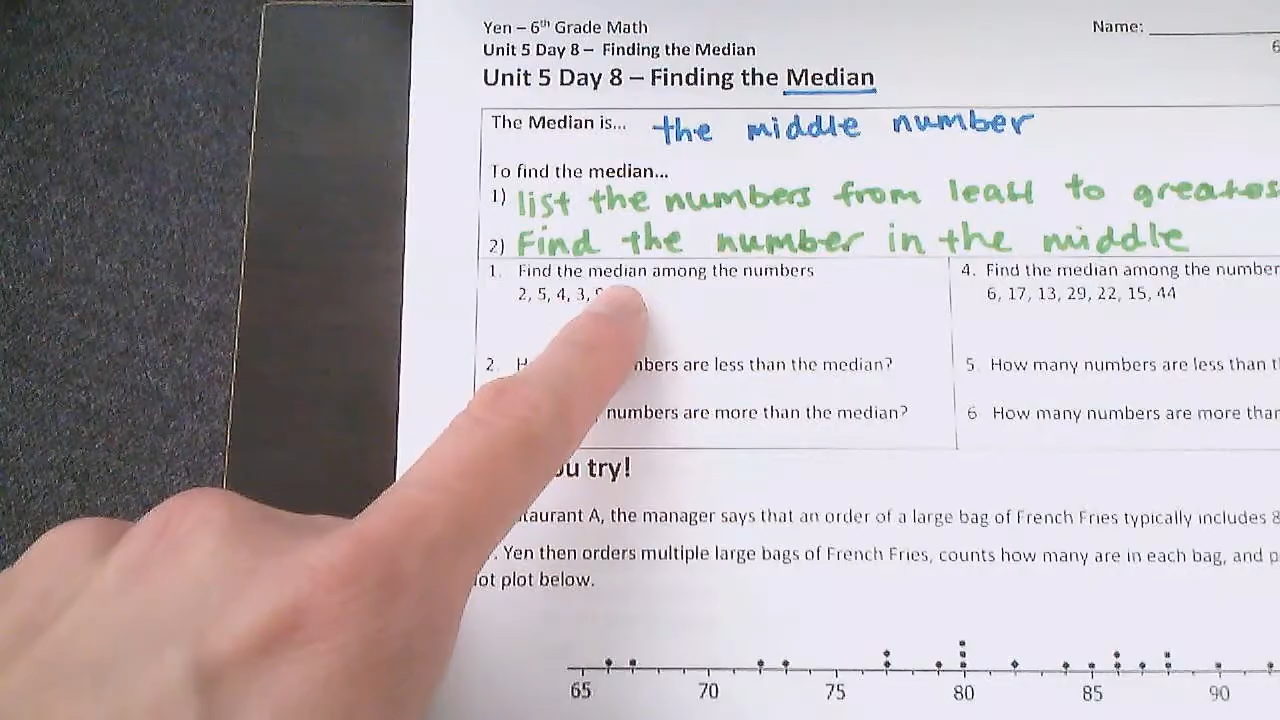 Yen – 6th Grade Math
Name:
Unit 5 Day 8 – Finding the Median
Unit 5 Day 8 – Finding the Median
The Median is... the middle number
To find the median...
1) list the numbers from least to greates
2) Find the number in the middle
1. Find the median among the numbers
2, 5, 4, 3,
2.
numbers are less than the median?
numbers are more than the median?
4. Find the median among the number
6, 17, 13, 29, 22, 15, 44
5. How many numbers are less than t
6 How many numbers are more than
ou try!
taurant A, the manager says that an order of a large bag of French Fries typically includes 8
. Yen then orders multiple large bags of French Fries, counts how many are in each bag, and p
ot plot below.
65 70 75 80 85 90